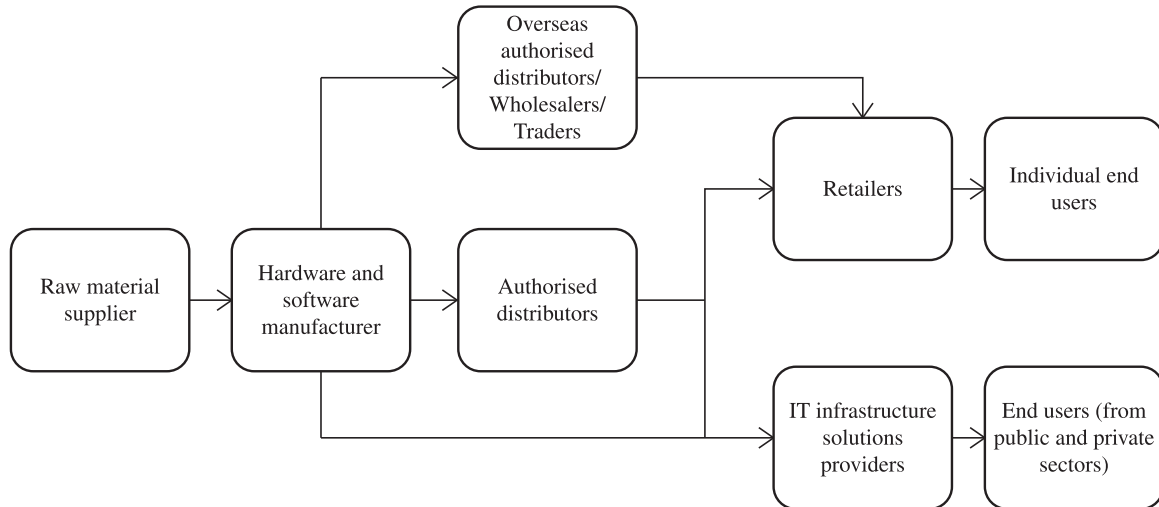 Overseas
authorised
distributors/
Wholesalers/
Traders
Retailers
Individual end
users
Raw material
supplier
Hardware and
software
manufacturer
Authorised
distributors
IT infrastructure
solutions
providers
End users (from
public and private
sectors)